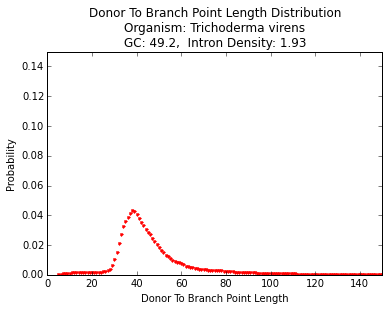 Donor To Branch Point Length Distribution
Organism: Trichoderma virens
GC: 49.2,  Intron Density: 1.93
0.14
0.12
0.10
0.08
0.06
0.04
0.02
0.00
Probability
0 20 40 60 80 100 120 140
Donor To Branch Point Length